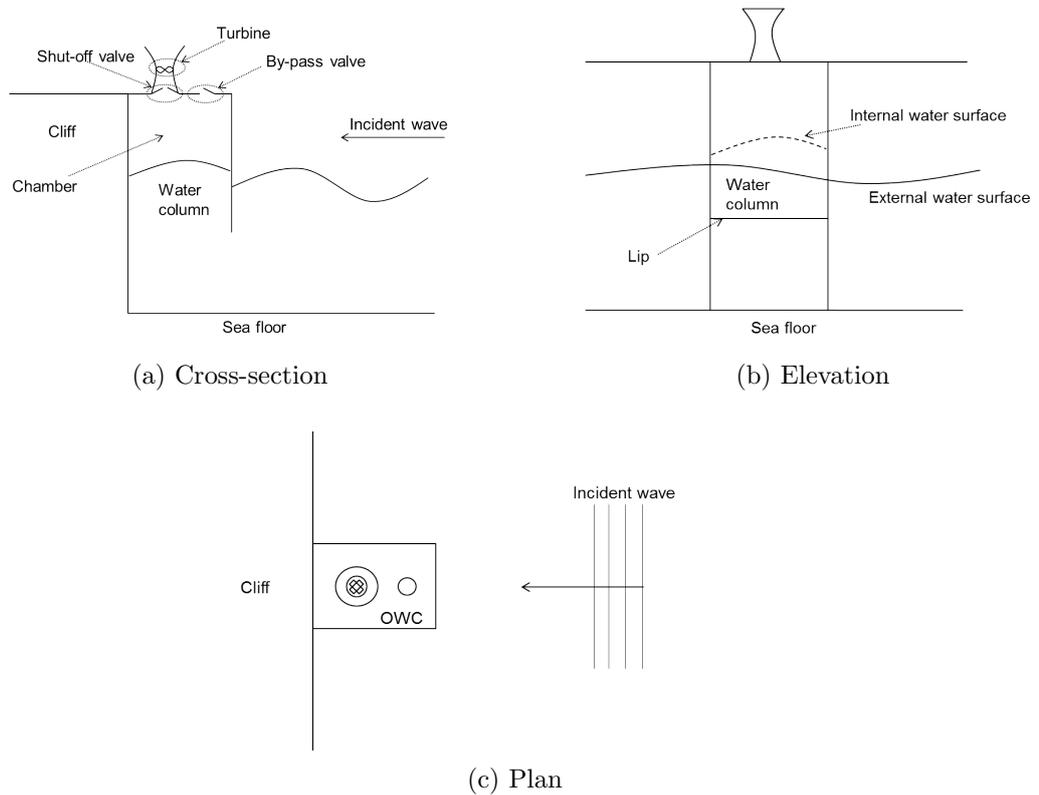 Turbine
Shut-off valve
By-pass valve
Cliff
Incident wave
Chamber
Water
column
Sea floor
(a) Cross-section
Internal water surface
Water
column
External water surface
Lip
Sea floor
(b) Elevation
Incident wave
Cliff
OWC
(c) Plan